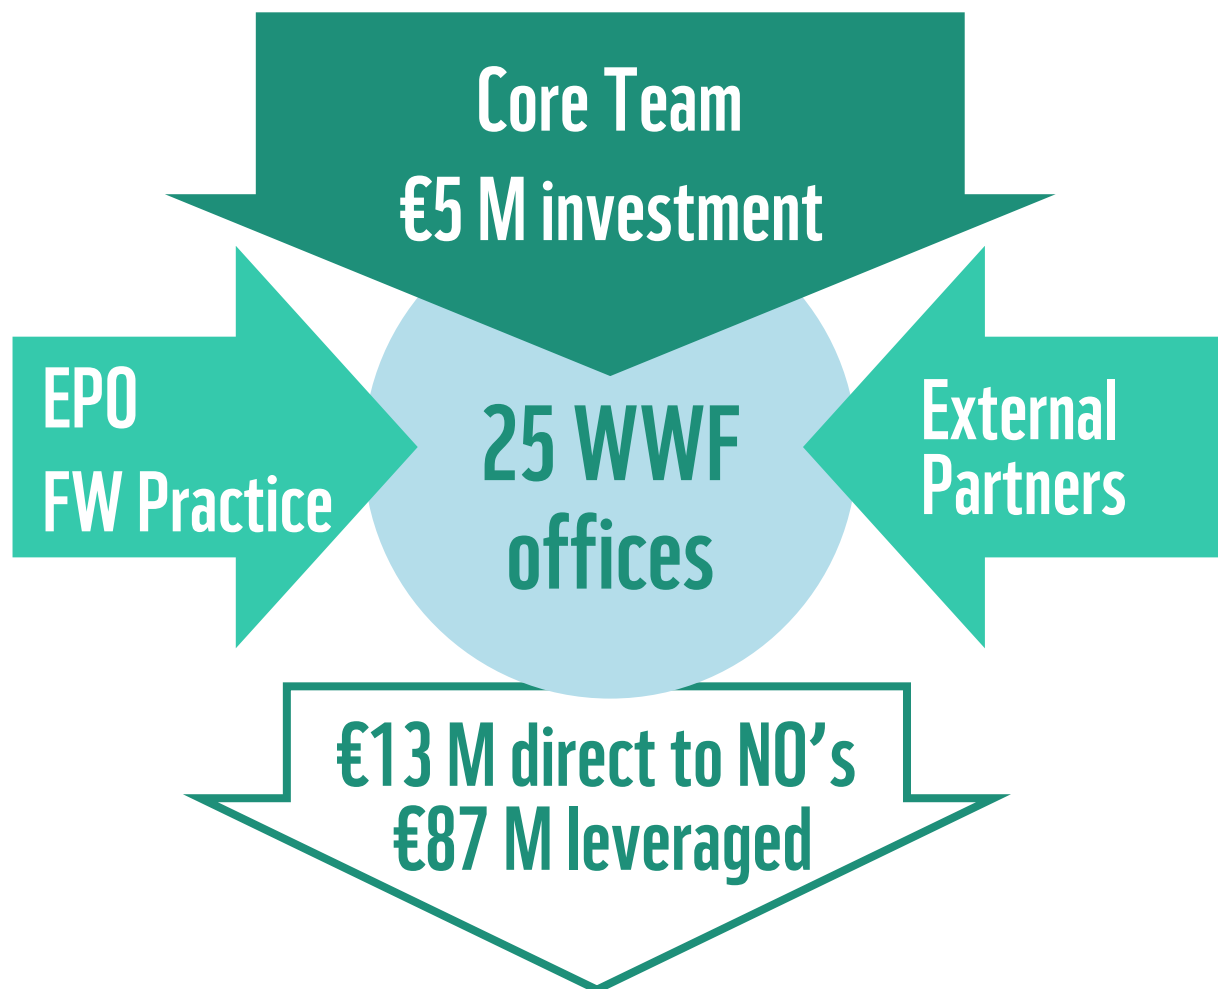 Core Team
€5 M investment
EPO
FW Practice
25 WWF
offices
External
Partners
€13 M direct to NO’s
€87 M leveraged